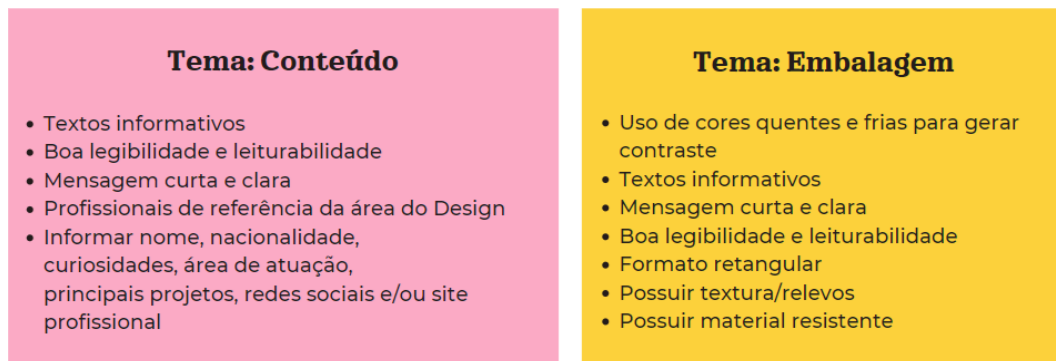 Tema: Conteúdo
• Textos informativos
• Boa legibilidade e leiturabilidade
• Mensagem curta e clara
• Profissionais de referência da área do Design
• Informar nome, nacionalidade,
curiosidades, área de atuação,
principais projetos, redes sociais e/ou site
profissional
Tema: Embalagem
• Uso de cores quentes e frias para gerar
contraste
• Textos informativos
• Mensagem curta e clara
• Boa legibilidade e leiturabilidade
• Formato retangular
• Possuir textura/relevos
• Possuir material resistente